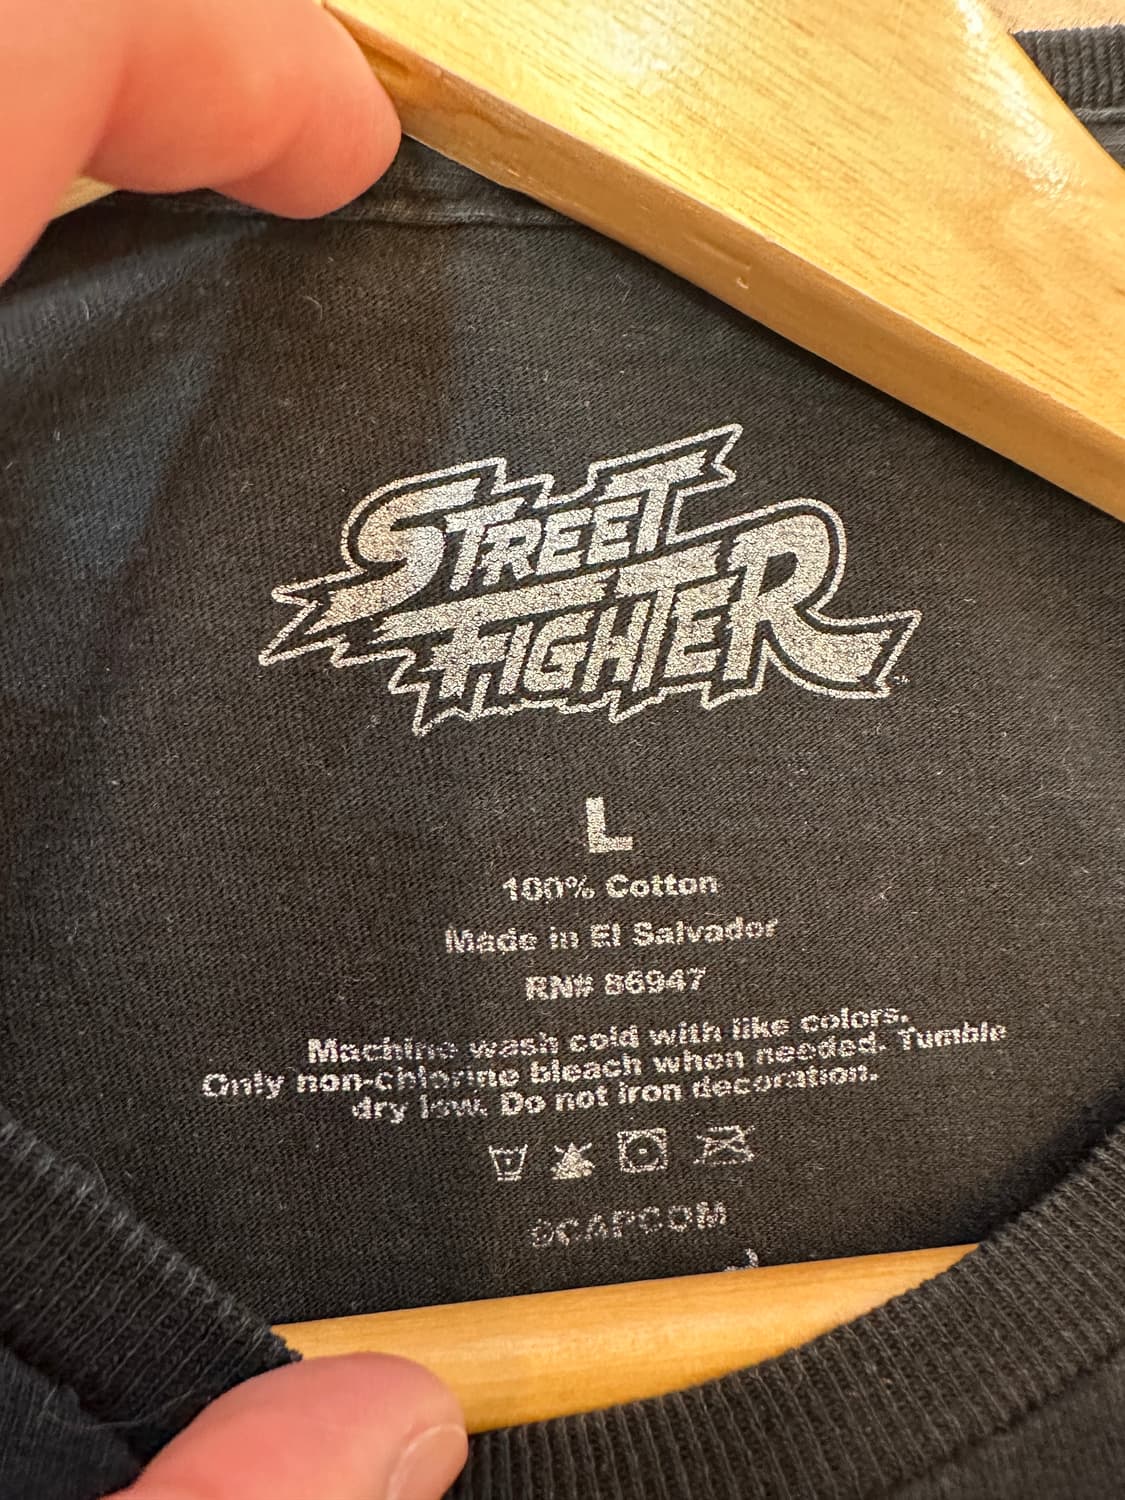 STREET
FIGHTER
L
100% Cotton
Made in El Salvador
RN# 86947
Machine wash cold with like colors.
Only non-chlorine bleach when needed. Tumble
dry low. Do not iron decoration.
©CAPCOM